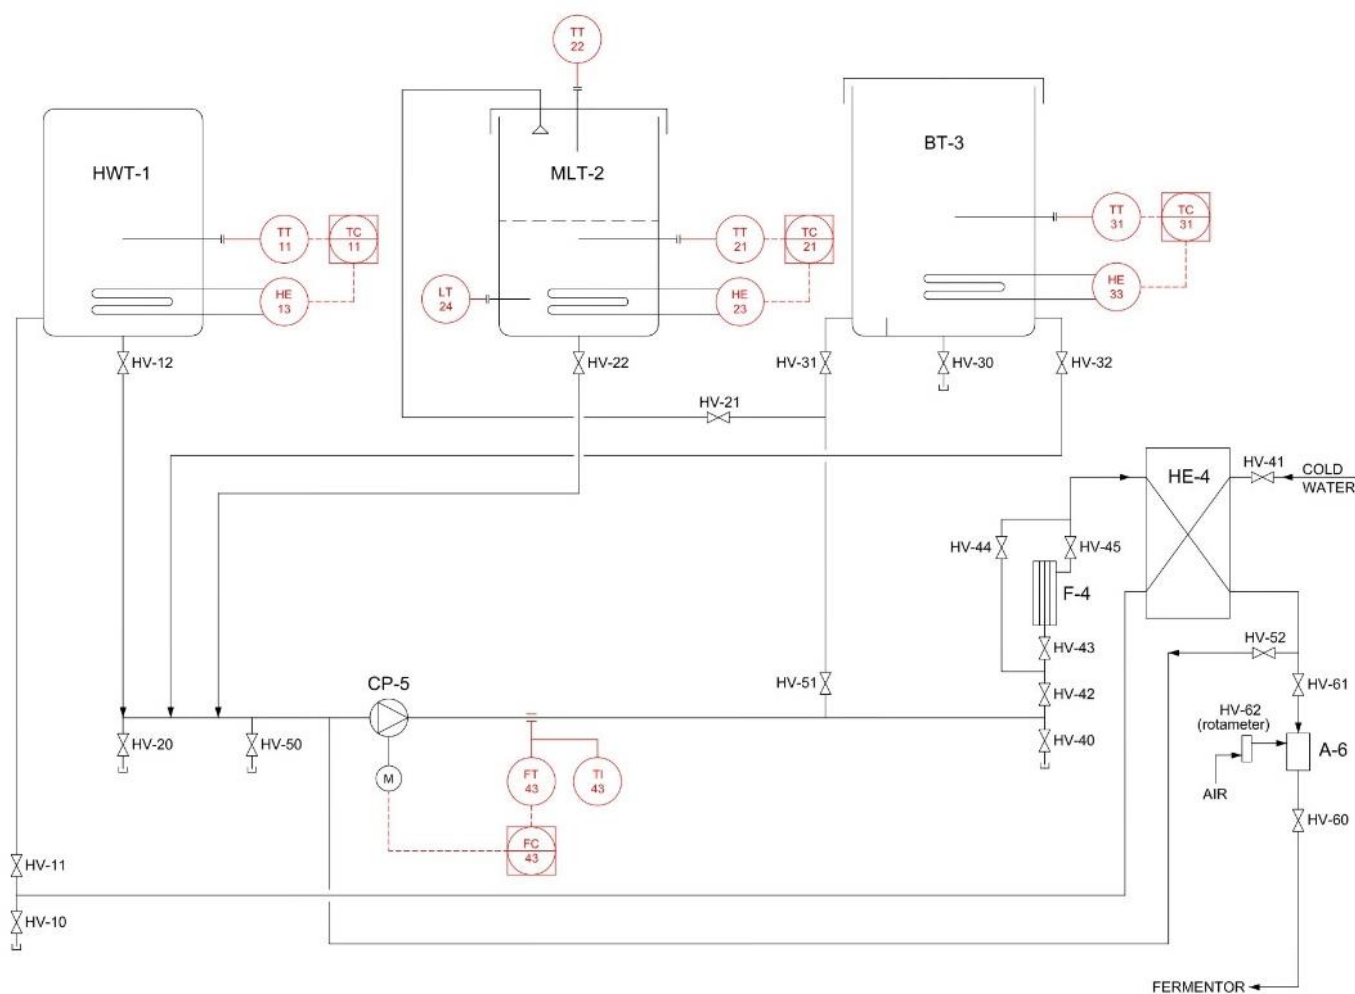 TT
22
HWT-1
MLT-2
BT-3
TT
11
TC
11
TT
21
TC
21
TT
31
TC
31
HE
13
LT
24
HE
23
HE
33
HV-12
HV-22
HV-31
HV-30
HV-32
HV-21
HE-4
HV-41
COLD
WATER
HV-44
HV-45
F-4
HV-43
HV-52
CP-5
HV-51
HV-42
HV-61
HV-62
(rotameter)
HV-20
HV-50
HV-40
A-6
M
FT
43
TI
43
AIR
HV-60
FC
43
HV-11
HV-10
FERMENTOR